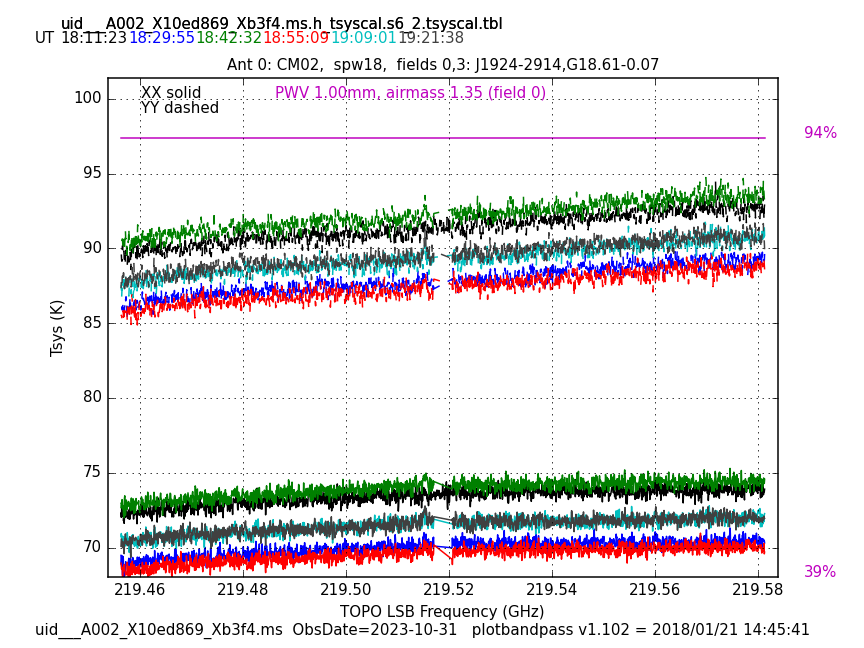 uid___A002_X10ed869_Xb3f4.ms.h_tsyscal.s6_2.tsyscal.tbl
UT 18:11:23 18:29:55 18:42:32 18:55:09 19:09:01 19:21:38
Ant 0: CM02, spw18, fields 0,3: J1924-2914,G18.61-0.07
XX solid
YY dashed
PWV 1.00mm, airmass 1.35 (field 0)
94%
39%
100
95
90
85
80
75
70
Tsys (K)
219.46 219.48 219.50 219.52 219.54 219.56 219.58
TOPO LSB Frequency (GHz)
uid___A002_X10ed869_Xb3f4.ms ObsDate=2023-10-31 plotbandpass v1.102 = 2018/01/21 14:45:41